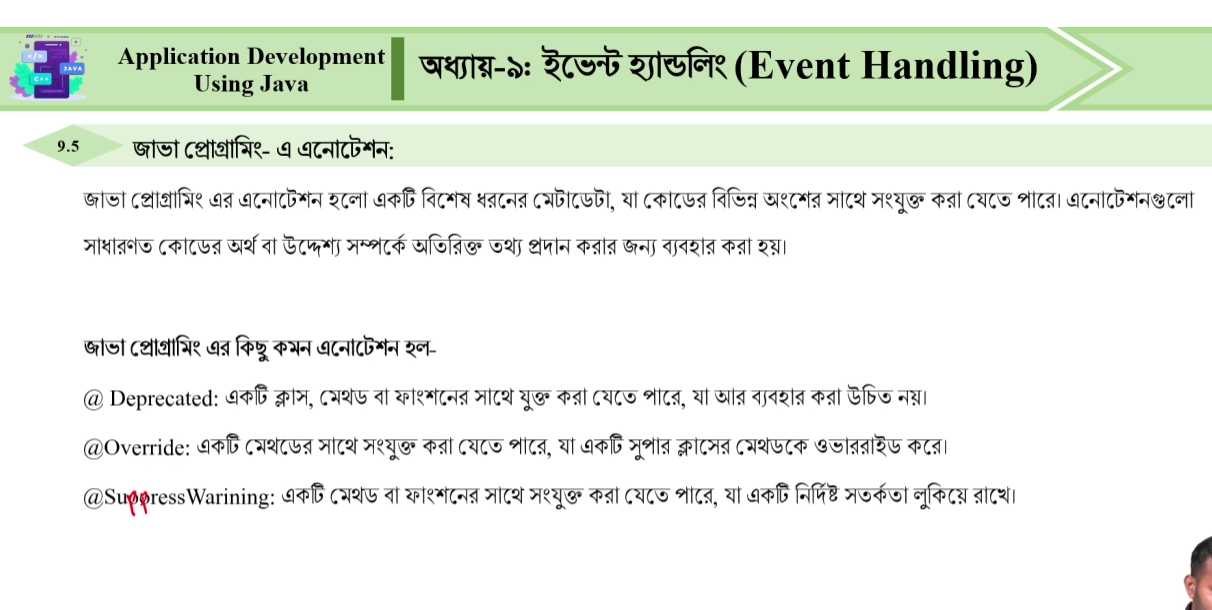 Application Development
Using Java
অধ্যায়-৯: ইভেন্ট হ্যান্ডলিং (Event Handling)
</>
JAVA
C++
9.5
জাভা প্রোগ্রামিং- এ এনোটেশন:
জাভা প্রোগ্রামিং এর এনোটেশন হলো একটি বিশেষ ধরনের মেটাডেটা, যা কোডের বিভিন্ন অংশের সাথে সংযুক্ত করা যেতে পারে। এনোটেশনগুলো
সাধারণত কোডের অর্থ বা উদ্দেশ্য সম্পর্কে অতিরিক্ত তথ্য প্রদান করার জন্য ব্যবহার করা হয়।
জাভা প্রোগ্রামিং এর কিছু কমন এনোটেশন হল-
@ Deprecated: একটি ক্লাস, মেথড বা ফাংশনের সাথে যুক্ত করা যেতে পারে, যা আর ব্যবহার করা উচিত নয়।
@Override: একটি মেথডের সাথে সংযুক্ত করা যেতে পারে, যা একটি সুপার ক্লাসের মেথডকে ওভাররাইড করে।
@SuppressWarining: একটি মেথড বা ফাংশনের সাথে সংযুক্ত করা যেতে পারে, যা একটি নির্দিষ্ট সতর্কতা লুকিয়ে রাখে।